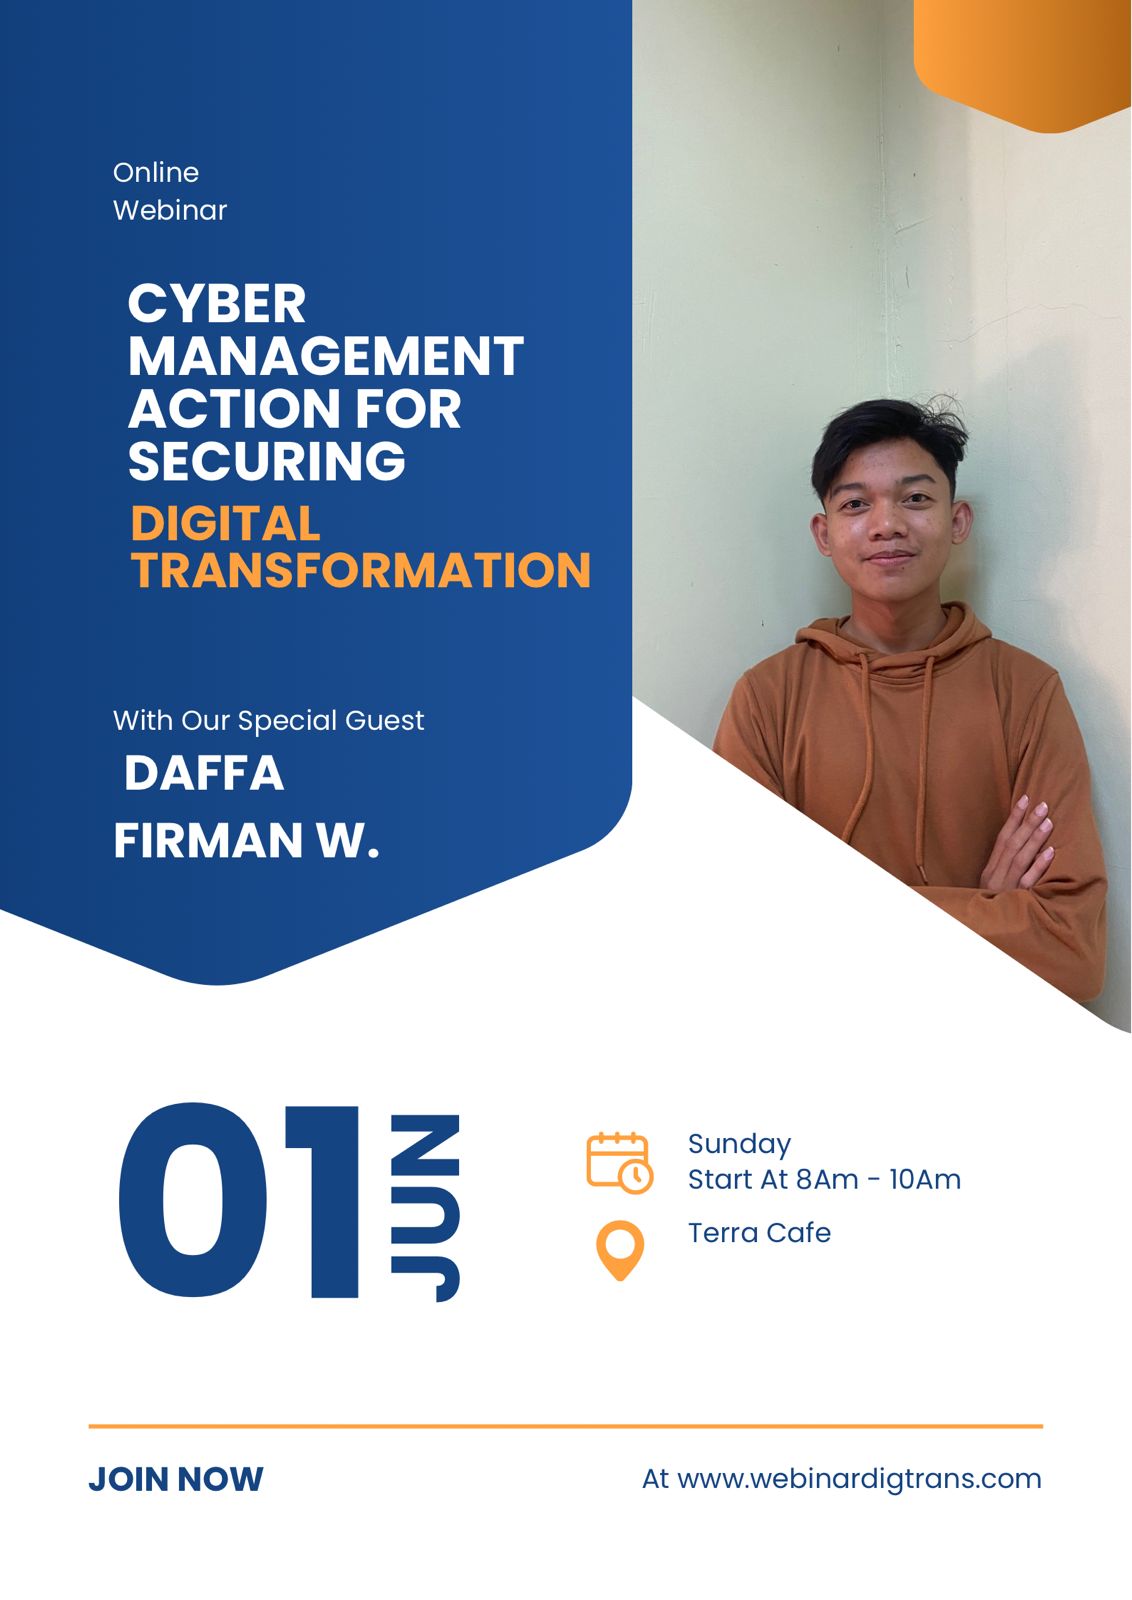 Online
Webinar
CYBER
MANAGEMENT
ACTION FOR
SECURING
DIGITAL
TRANSFORMATION
With Our Special Guest
DAFFA
FIRMAN W.
01
JUN
Sunday
Start At 8Am - 10Am
Terra Cafe
JOIN NOW
At www.webinardigtrans.com